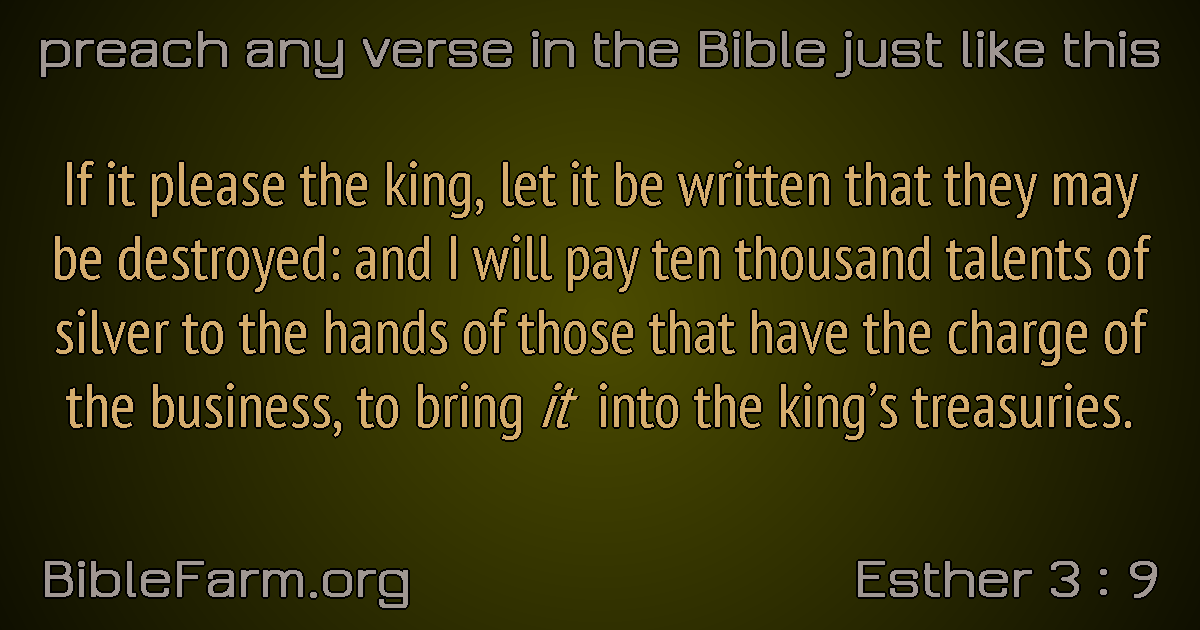 preach any verse in the Bible just like this
If it please the king, let it be written that they may
be destroyed: and I will pay ten thousand talents of
silver to the hands of those that have the charge of
the business, to bring it into the king’s treasuries.
BibleFarm.org
Esther 3 : 9